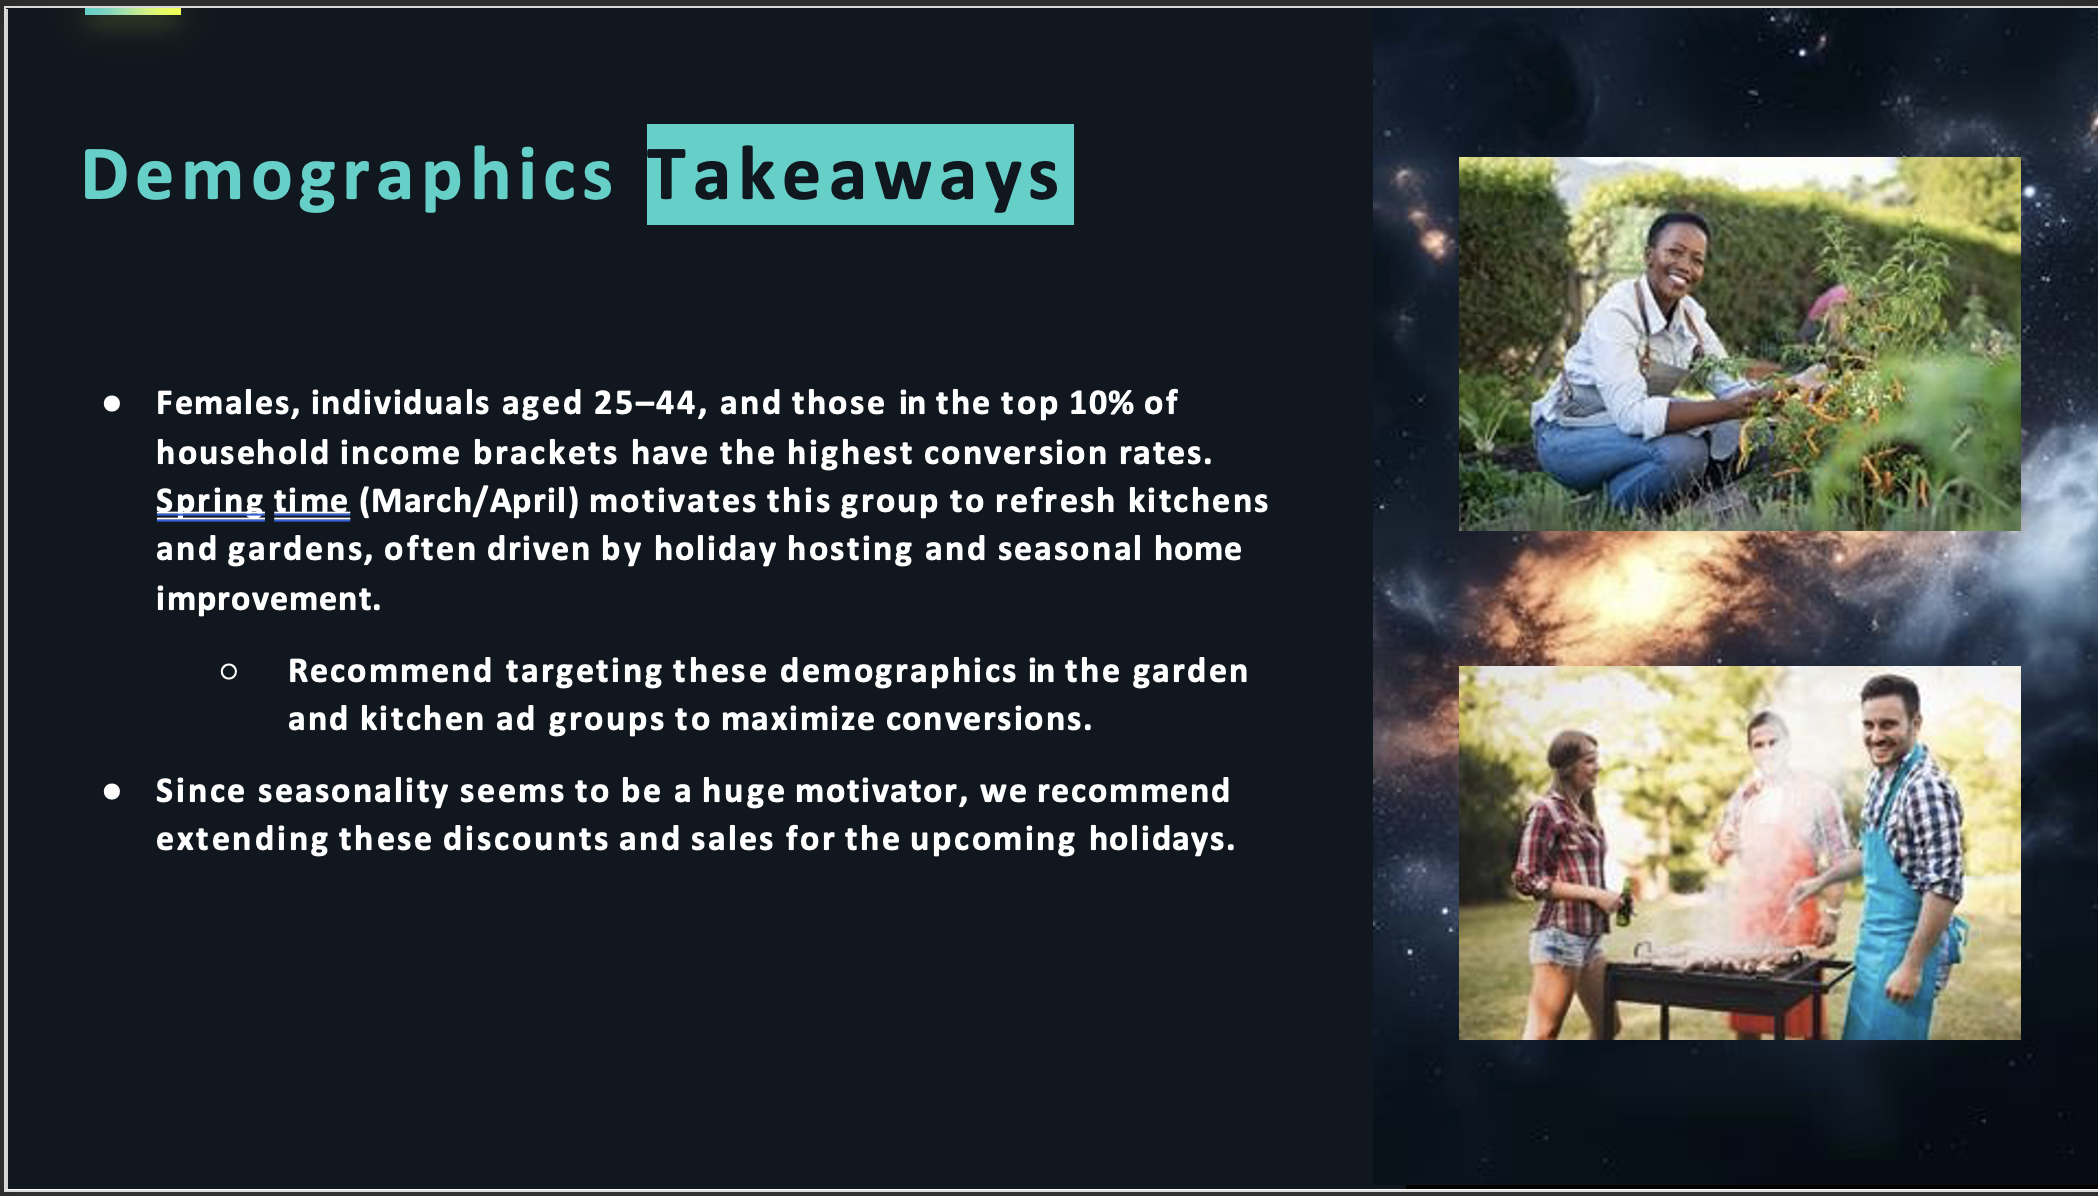 Demographics Takeaways
● Females, individuals aged 25–44, and those in the top 10% of
household income brackets have the highest conversion rates.
Spring time (March/April) motivates this group to refresh kitchens
and gardens, often driven by holiday hosting and seasonal home
improvement.
○ Recommend targeting these demographics in the garden
and kitchen ad groups to maximize conversions.
● Since seasonality seems to be a huge motivator, we recommend
extending these discounts and sales for the upcoming holidays.